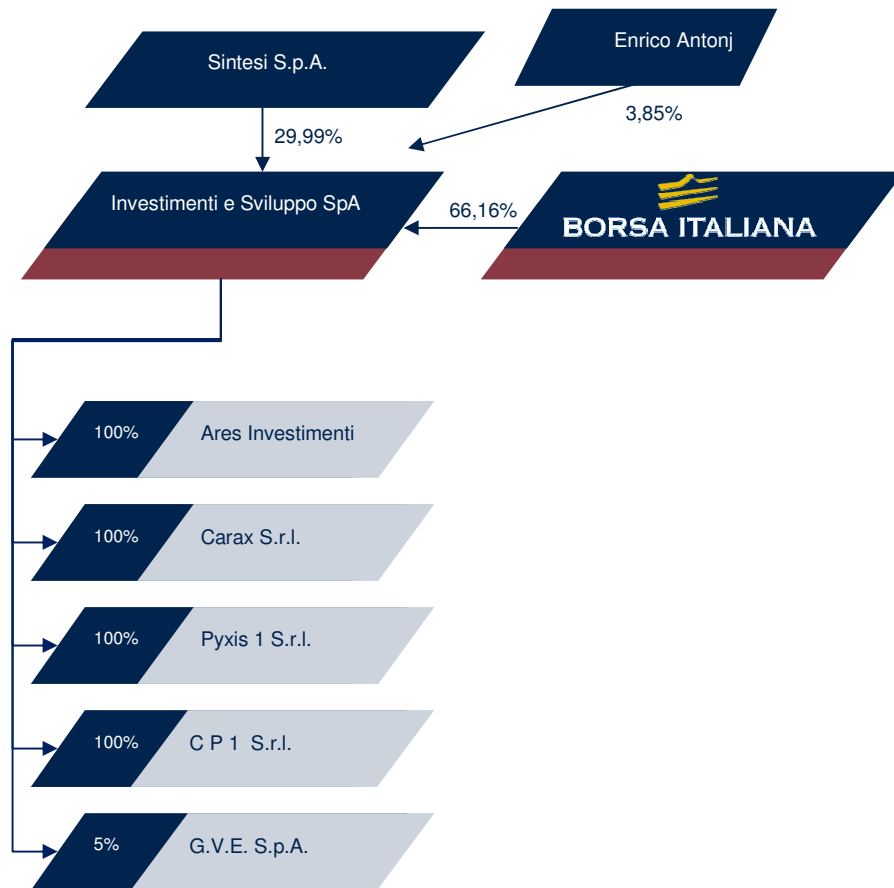 Sintesi S.p.A.
Enrico Antonj
29,99%
3,85%
Investimenti e Sviluppo SpA
66,16%
BORSA ITALIANA
100% Ares Investimenti
100% Carax S.r.l.
100% Pyxis 1 S.r.l.
100% C P 1 S.r.l.
5% G.V.E. S.p.A.